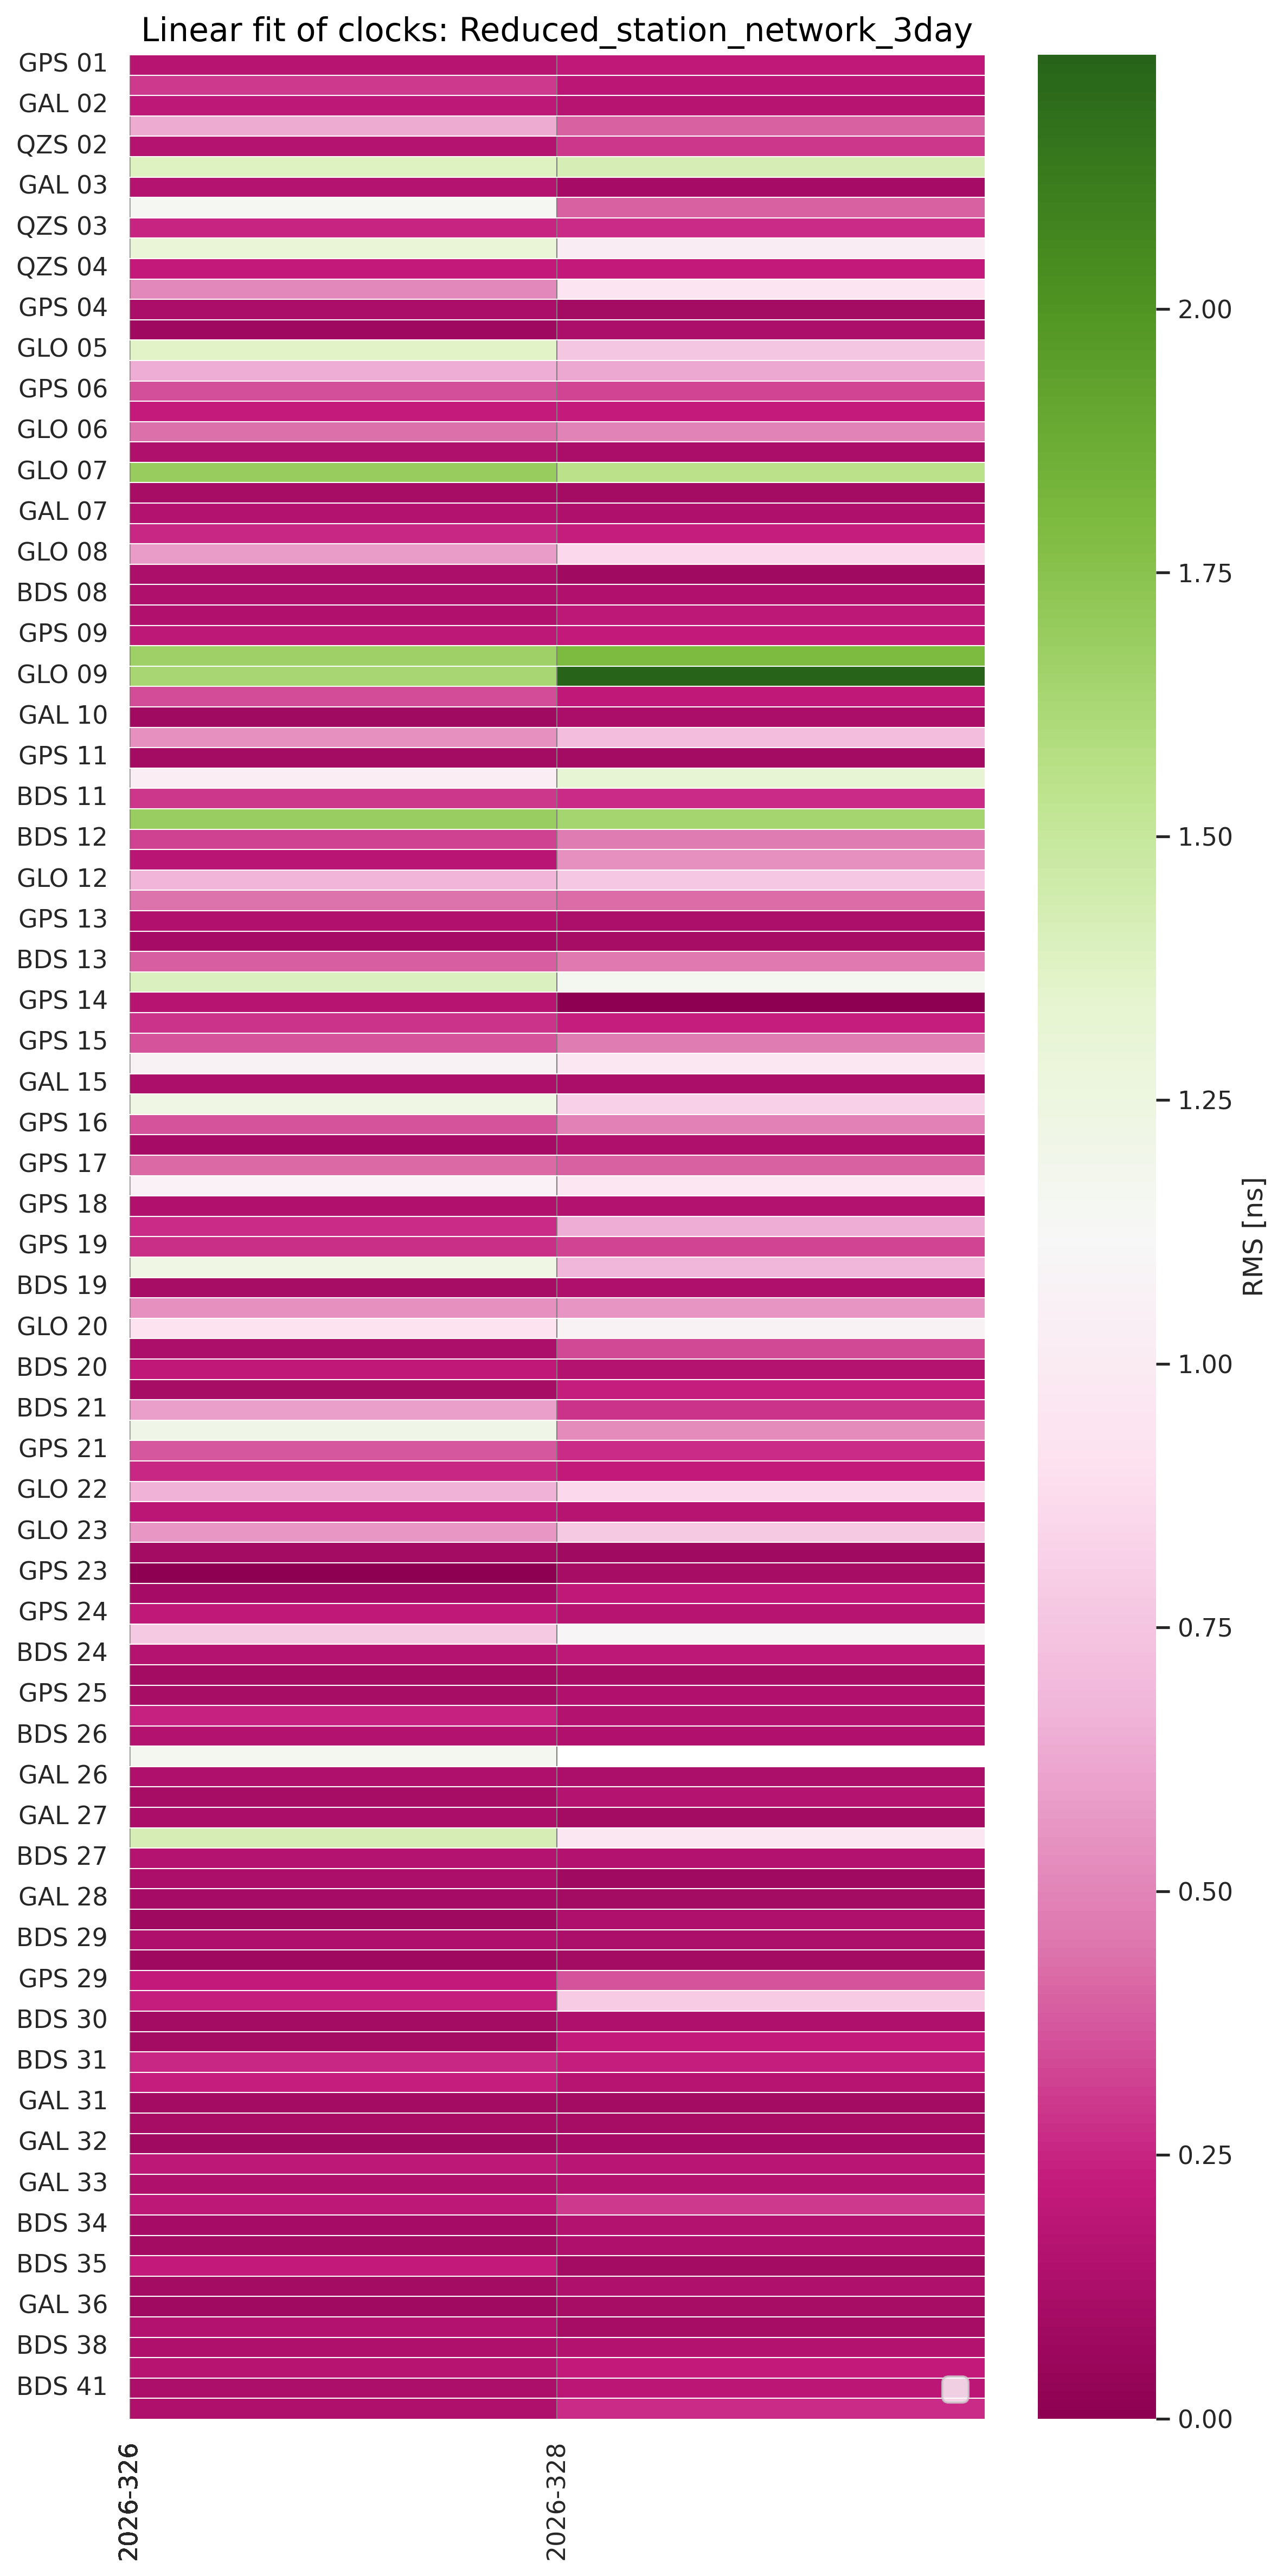 Linear fit of clocks: Reduced_station_network_3day
GPS 01
GAL 02
QZS 02
GAL 03
QZS 03
QZS 04
GPS 04
GLO 05
GPS 06
GLO 06
GLO 07
GAL 07
GLO 08
BDS 08
GPS 09
GLO 09
GAL 10
GPS 11
BDS 11
BDS 12
GLO 12
GPS 13
BDS 13
GPS 14
GPS 15
GAL 15
GPS 16
GPS 17
GPS 18
GPS 19
BDS 19
GLO 20
BDS 20
BDS 21
GPS 21
GLO 22
GLO 23
GPS 23
GPS 24
BDS 24
GPS 25
BDS 26
GAL 26
GAL 27
BDS 27
GAL 28
BDS 29
GPS 29
BDS 30
BDS 31
GAL 31
GAL 32
GAL 33
BDS 34
BDS 35
GAL 36
BDS 38
BDS 41
2026-326
2026-328
2.00
1.75
1.50
1.25
1.00
0.75
0.50
0.25
0.00
RMS [ns]